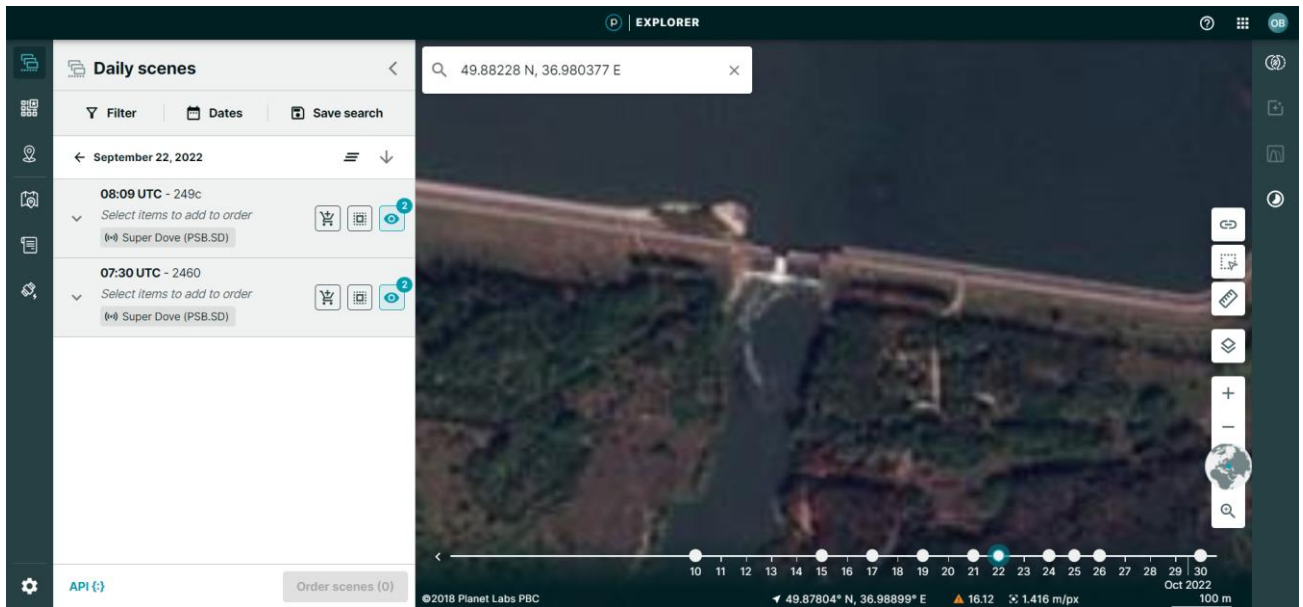 EXPLORER
OB
Daily scenes
49.88228 N, 36.980377 E
Filter
Dates
Save search
September 22, 2022
08:09 UTC - 249c
Select items to add to order
Super Dove (PSB.SD)
2
07:30 UTC - 2460
Select items to add to order
Super Dove (PSB.SD)
2
10 11 12 13 14 15 16 17 18 19 20 21 22 23 24 25 26 27 28 29 30
Oct 2022
API {:}
Order scenes (0)
©2018 Planet Labs PBC
49.87804° N, 36.98899° E
16.12
1.416 m/px
100 m